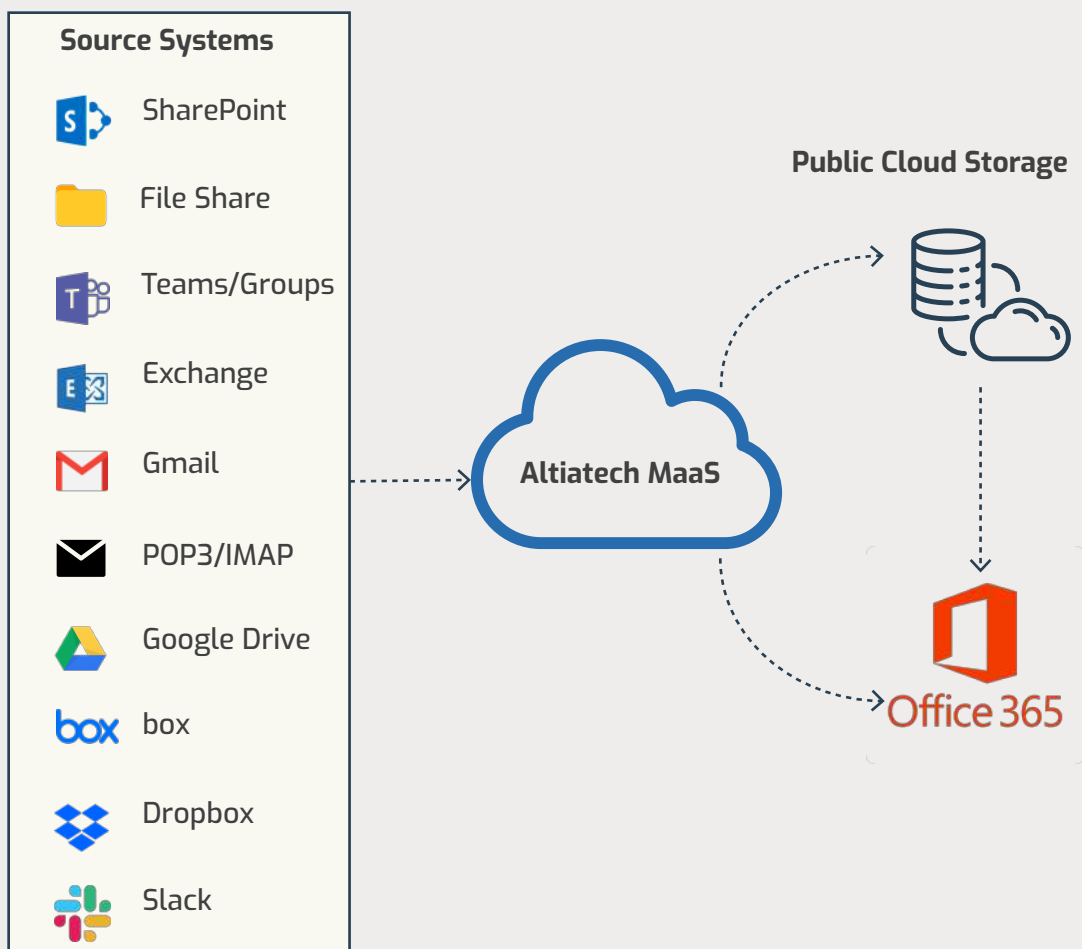 Source Systems
S
SharePoint
File Share
T
Teams/Groups
E
Exchange
Gmail
POP3/IMAP
Google Drive
box
box
Dropbox
Slack
Altiatech MaaS
Public Cloud Storage
Office 365